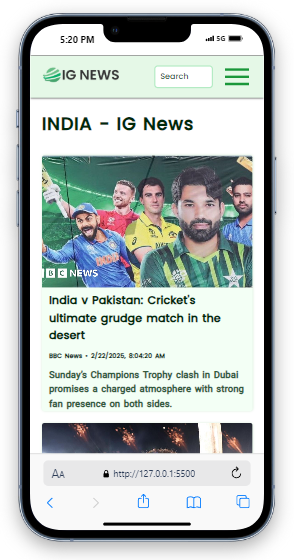 5:20 PM
5G
IG NEWS
Search
INDIA - IG News
BBC NEWS
India v Pakistan: Cricket's
ultimate grudge match in the
desert
BBC News • 2/22/2025, 8:04:20 AM
Sunday's Champions Trophy clash in Dubai
promises a charged atmosphere with strong
fan presence on both sides.
AA
http://127.0.0.1:5500